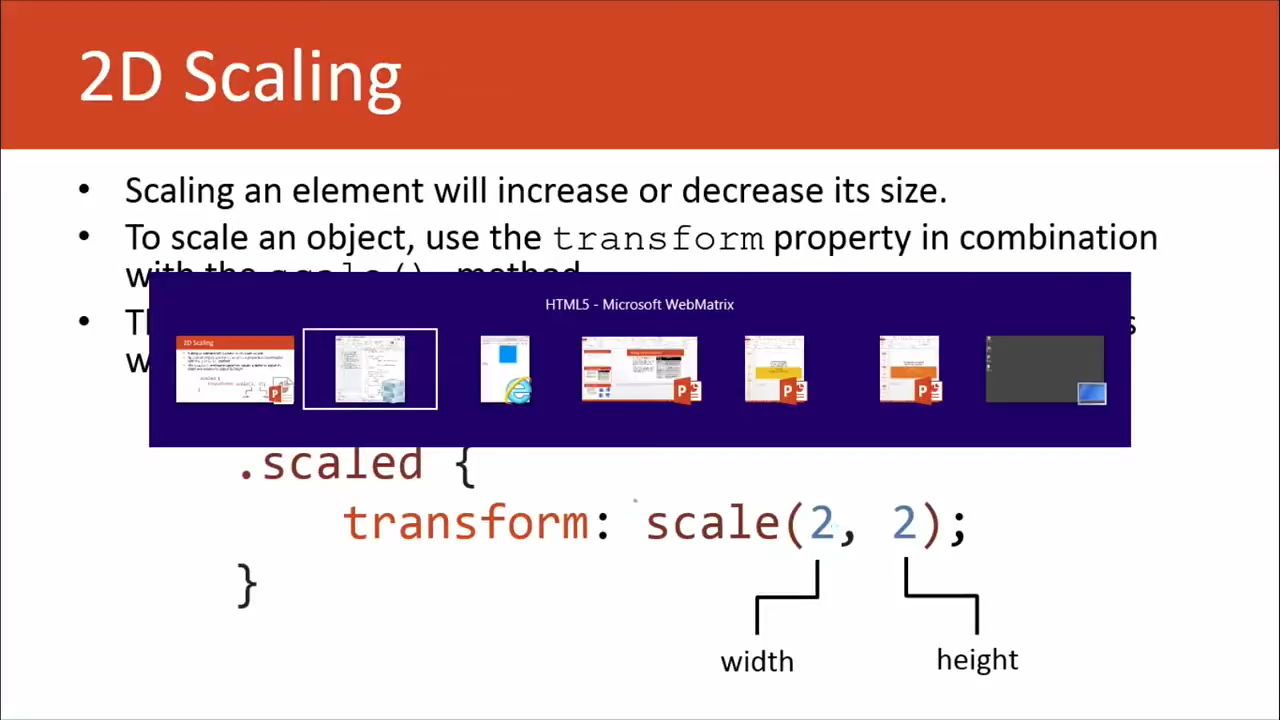 2D Scaling
• Scaling an element will increase or decrease its size.
• To scale an object, use the transform property in combination
with the scale() method.
HTML5 - Microsoft WebMatrix
2D Scaling
.scaled {
transform: scale(2, 2);
}
width height